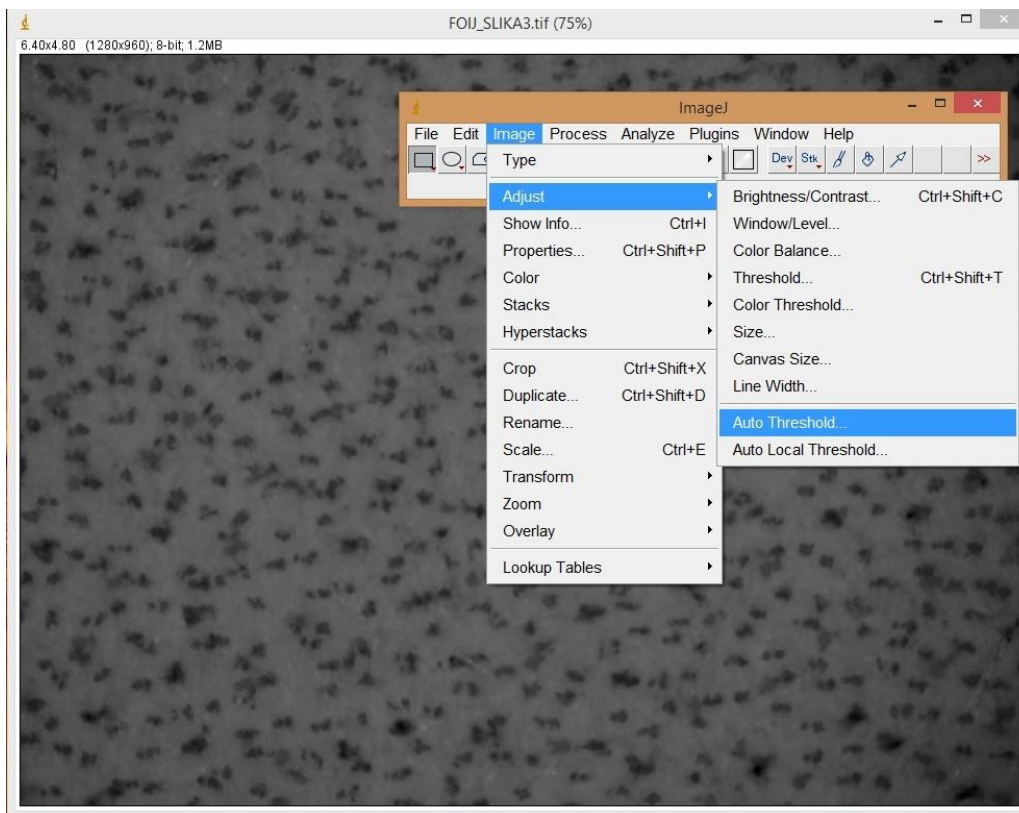 FOIJ_SLIKA3.tif (75%)
6.40x4.80 (1280x960); 8-bit; 1.2MB
ImageJ
File Edit Image Process Analyze Plugins Window Help
Dev Stk >>
Type
Adjust
Show Info... Ctrl+I
Properties... Ctrl+Shift+P
Color
Stacks
Hyperstacks
Crop Ctrl+Shift+X
Duplicate... Ctrl+Shift+D
Rename...
Scale... Ctrl+E
Transform
Zoom
Overlay
Lookup Tables
Brightness/Contrast... Ctrl+Shift+C
Window/Level...
Color Balance...
Threshold... Ctrl+Shift+T
Color Threshold...
Size...
Canvas Size...
Line Width...
Auto Threshold...
Auto Local Threshold...